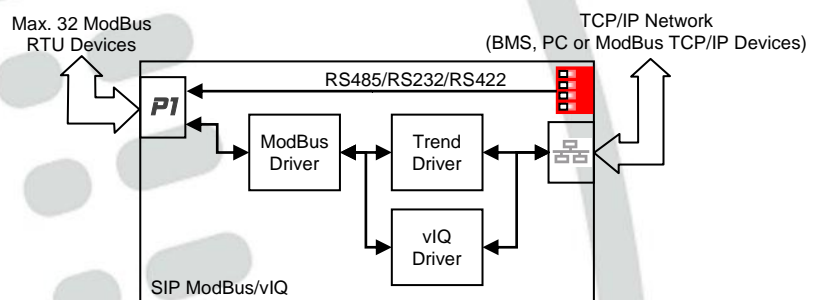 Max. 32 ModBus
RTU Devices
TCP/IP Network
(BMS, PC or ModBus TCP/IP Devices)
RS485/RS232/RS422
P1
ModBus
Driver
Trend
Driver
vIQ
Driver
SIP ModBus/vIQ